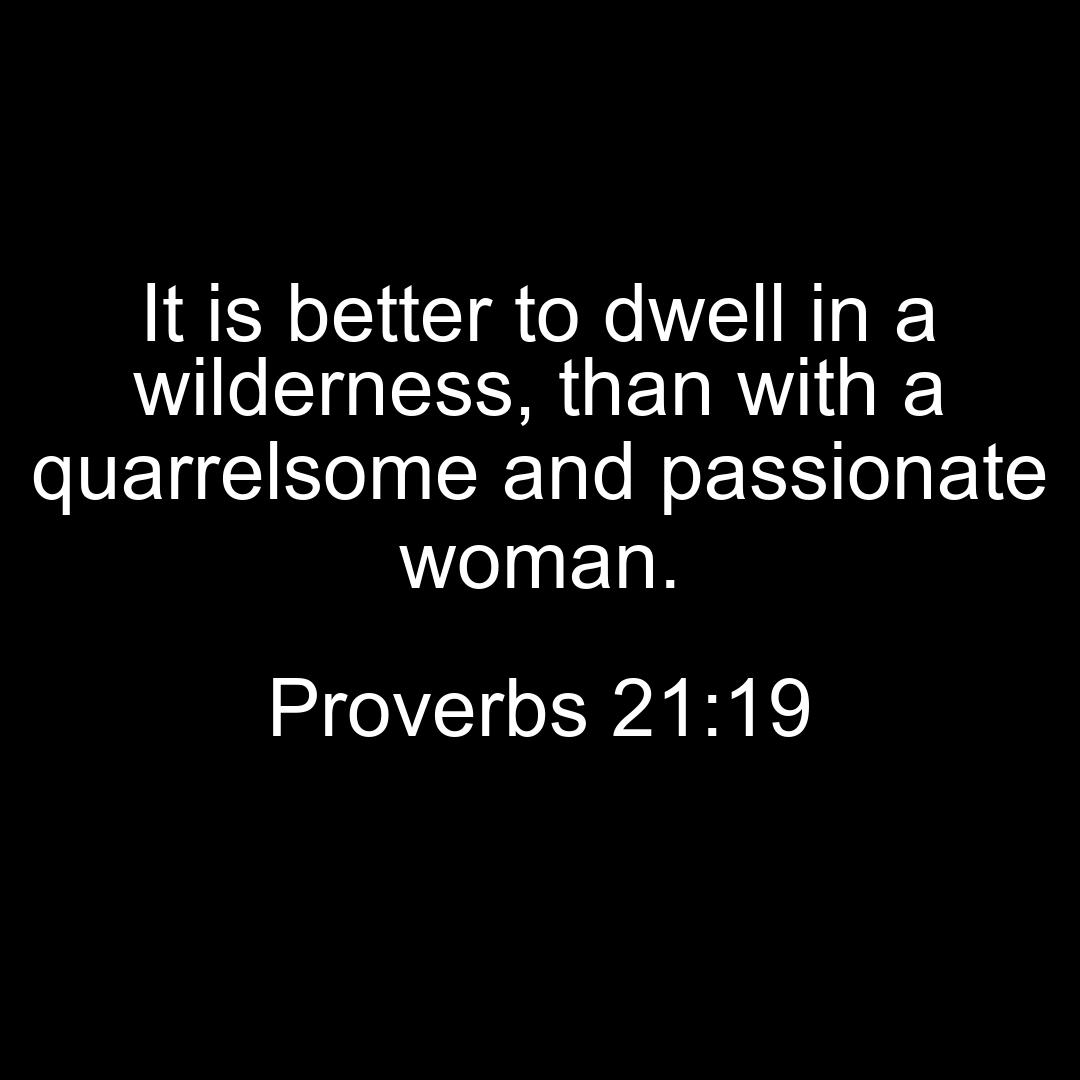 It is better to dwell in a
wilderness, than with a
quarrelsome and passionate
woman.
Proverbs 21:19